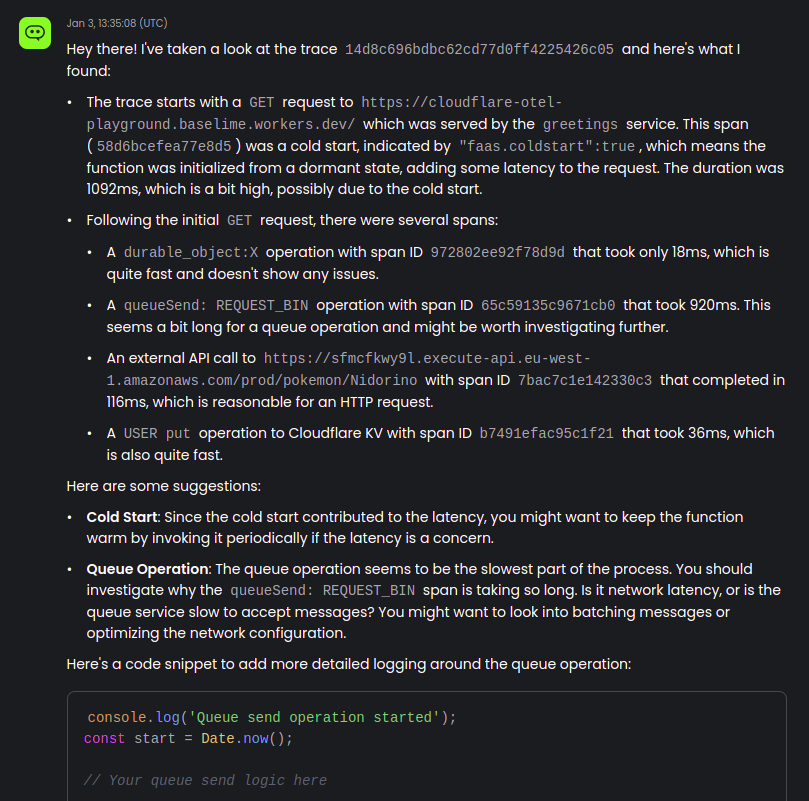 Jan 3, 13:35:08 (UTC)
Hey there! I've taken a look at the trace 14d8c696bdbc62cd77d0ff4225426c05 and here's what I
found:
• The trace starts with a GET request to https://cloudflare-otel-
playground.baselime.workers.dev/ which was served by the greetings service. This span
( 58d6bcefea77e8d5 ) was a cold start, indicated by "faas.coldstart":true , which means the
function was initialized from a dormant state, adding some latency to the request. The duration was
1092ms, which is a bit high, possibly due to the cold start.
• Following the initial GET request, there were several spans:
• A durable_object:X operation with span ID 972802ee92f78d9d that took only 18ms, which is
quite fast and doesn't show any issues.
• A queueSend: REQUEST_BIN operation with span ID 65c59135c9671cb0 that took 920ms. This
seems a bit long for a queue operation and might be worth investigating further.
• An external API call to https://sfmcfkwy9l.execute-api.eu-west-
1.amazonaws.com/prod/pokemon/Nidorino with span ID 7bac7c1e142330c3 that completed in
116ms, which is reasonable for an HTTP request.
• A USER put operation to Cloudflare KV with span ID b7491efac95c1f21 that took 36ms, which
is also quite fast.
Here are some suggestions:
• Cold Start: Since the cold start contributed to the latency, you might want to keep the function
warm by invoking it periodically if the latency is a concern.
• Queue Operation: The queue operation seems to be the slowest part of the process. You should
investigate why the queueSend: REQUEST_BIN span is taking so long. Is it network latency, or is the
queue service slow to accept messages? You might want to look into batching messages or
optimizing the network configuration.
Here's a code snippet to add more detailed logging around the queue operation:
console.log('Queue send operation started');
const start = Date.now();
// Your queue send logic here